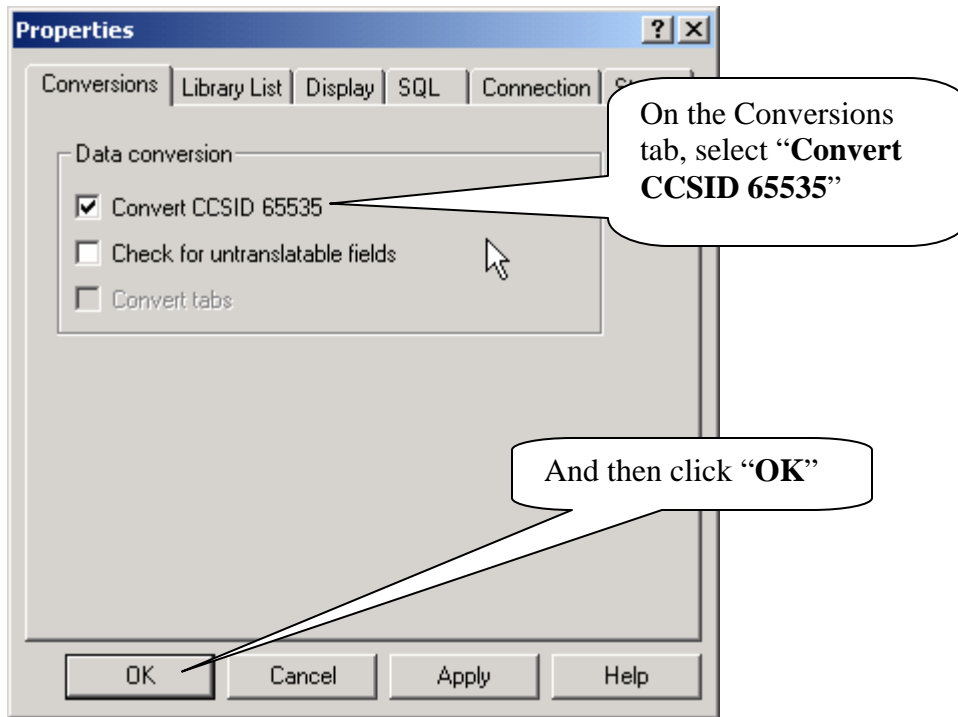 Properties
Conversions Library List Display SQL Connection
On the Conversions
tab, select “Convert
CCSID 65535”
Data conversion
Convert CCSID 65535
Check for untranslatable fields
Convert tabs
And then click “OK”
OK Cancel Apply Help